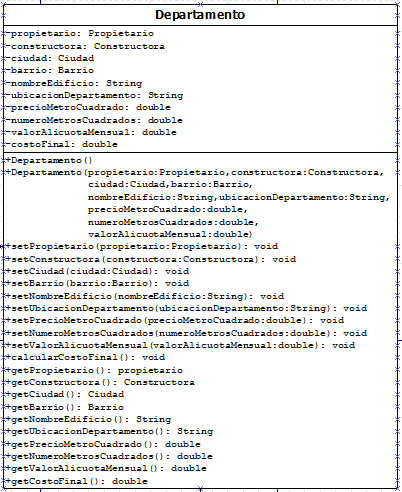 Departamento
-propietario: Propietario
-constructora: Constructora
-ciudad: Ciudad
-barrio: Barrio
-nombreEdificio: String
-ubicacionDepartamento: String
-precioMetroCuadrado: double
-numeroMetrosCuadrados: double
-valorAlicuotaMensual: double
-costoFinal: double
+Departamento()
+Departamento(propietario:Propietario,constructora:Constructora,
ciudad:Ciudad,barrio:Barrio,
nombreEdificio:String,ubicacionDepartamento:String,
precioMetroCuadrado:double,
numeroMetrosCuadrados:double,
valorAlicuotaMensual:double)
+setPropietario(propietario:Propietario): void
+setConstructora(constructora:Constructora): void
+setCiudad(ciudad:Ciudad): void
+setBarrio(barrio:Barrio): void
+setNombreEdificio(nombreEdificio:String): void
+setUbicacionDepartamento(ubicacionDepartamento:String): void
+setPrecioMetroCuadrado(precioMetroCuadrado:double): void
+setNumeroMetrosCuadrados(numeroMetrosCuadrados:double): void
+setValorAlicuotaMensual(valorAlicuotaMensual:double): void
+calcularCostoFinal(): void
+getPropietario(): propietario
+getConstructora(): Constructora
+getCiudad(): Ciudad
+getBarrio(): Barrio
+getNombreEdificio(): String
+getUbicacionDepartamento(): String
+getPrecioMetroCuadrado(): double
+getNumeroMetrosCuadrados(): double
+getValorAlicuotaMensual(): double
+getCostoFinal(): double